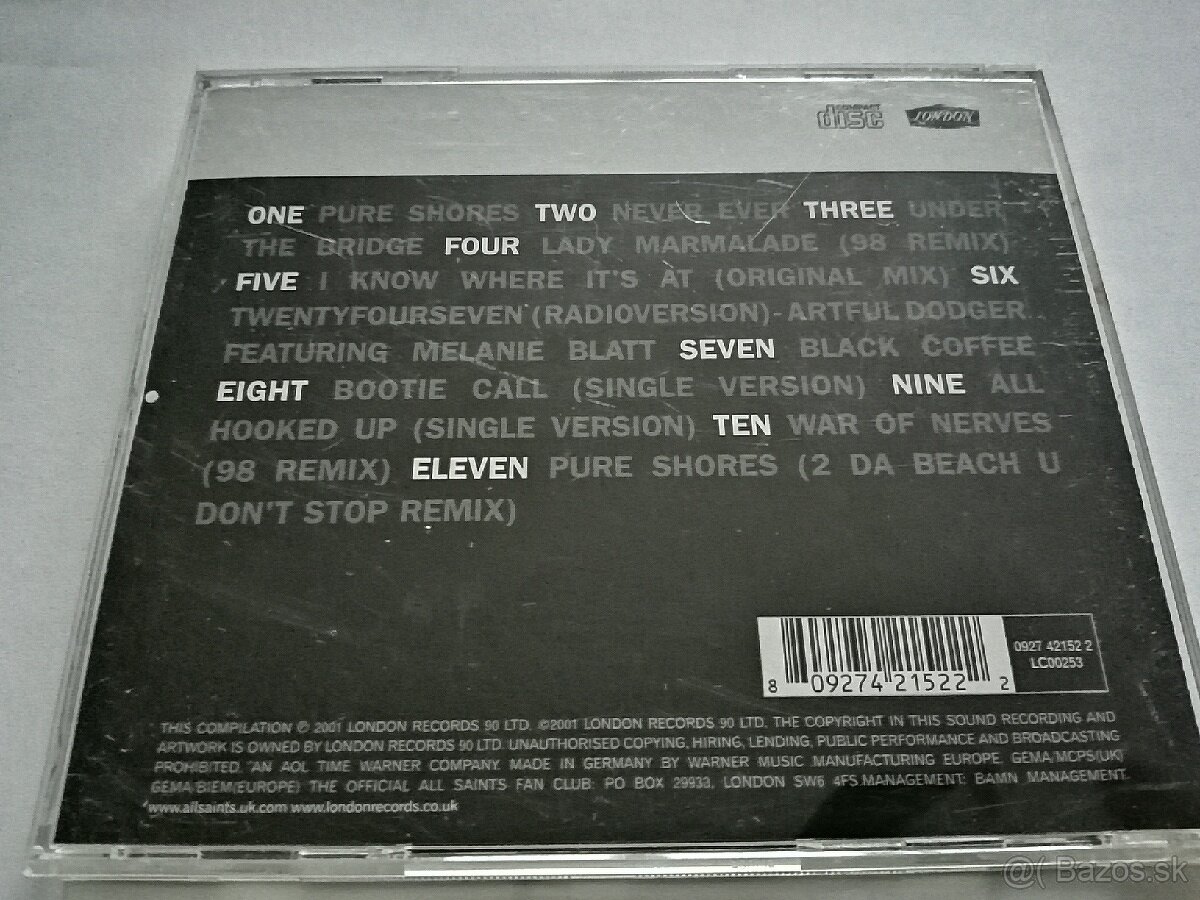 COMPACT disc LONDON
ONE PURE SHORES TWO NEVER EVER THREE UNDER
THE BRIDGE FOUR LADY MARMALADE (98 REMIX)
FIVE I KNOW WHERE IT'S AT (ORIGINAL MIX) SIX
TWENTYFOURSEVEN (RADIOVERSION)-ARTFUL DODGER
FEATURING MELANIE BLATT SEVEN BLACK COFFEE
EIGHT BOOTIE CALL (SINGLE VERSION) NINE ALL
HOOKED UP (SINGLE VERSION) TEN WAR OF NERVES
(98 REMIX) ELEVEN PURE SHORES (2 DA BEACH U
DON'T STOP REMIX)
0927 42152 2
LC00253
8 09274 21522 2
THIS COMPILATION ℗ 2001 LONDON RECORDS 90 LTD. ©2001 LONDON RECORDS 90 LTD. THE COPYRIGHT IN THIS SOUND RECORDING AND
ARTWORK IS OWNED BY LONDON RECORDS 90 LTD. UNAUTHORISED COPYING, HIRING, LENDING, PUBLIC PERFORMANCE AND BROADCASTING
PROHIBITED. AN AOL TIME WARNER COMPANY. MADE IN GERMANY BY WARNER MUSIC MANUFACTURING EUROPE. GEMA/MCPS(UK)
GEMA/BIEM(EUROPE) THE OFFICIAL ALL SAINTS FAN CLUB: PO BOX 29933, LONDON SW6 4FS.MANAGEMENT: BAMN MANAGEMENT.
www.allsaints.uk.com www.londonrecords.co.uk
@( Bazos.sk